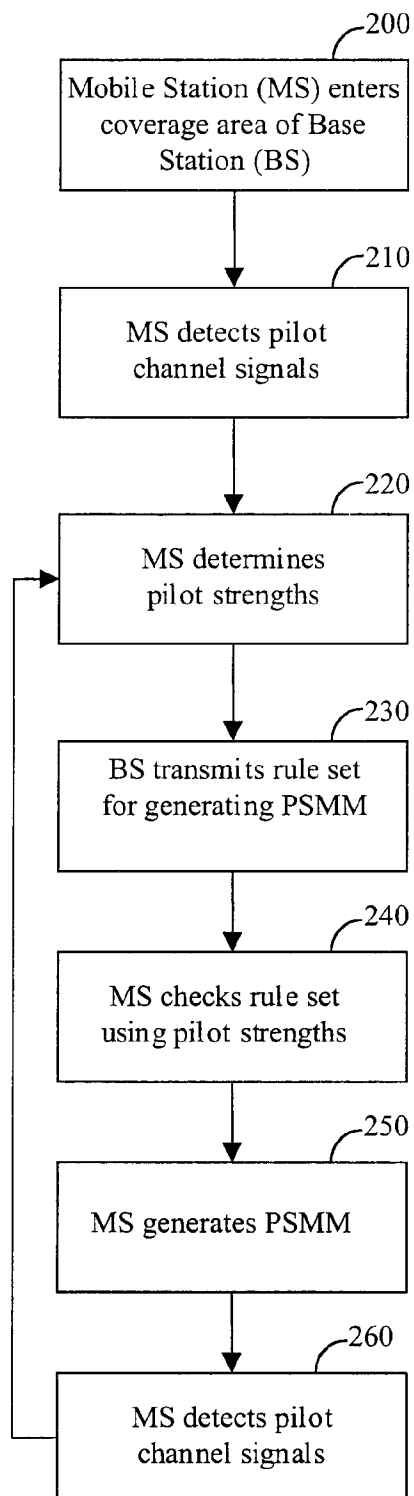 200
Mobile Station (MS) enters
coverage area of Base
Station (BS)
210
MS detects pilot
channel signals
220
MS determines
pilot strengths
230
BS transmits rule set
for generating PSMM
240
MS checks rule set
using pilot strengths
250
MS generates PSMM
260
MS detects pilot
channel signals